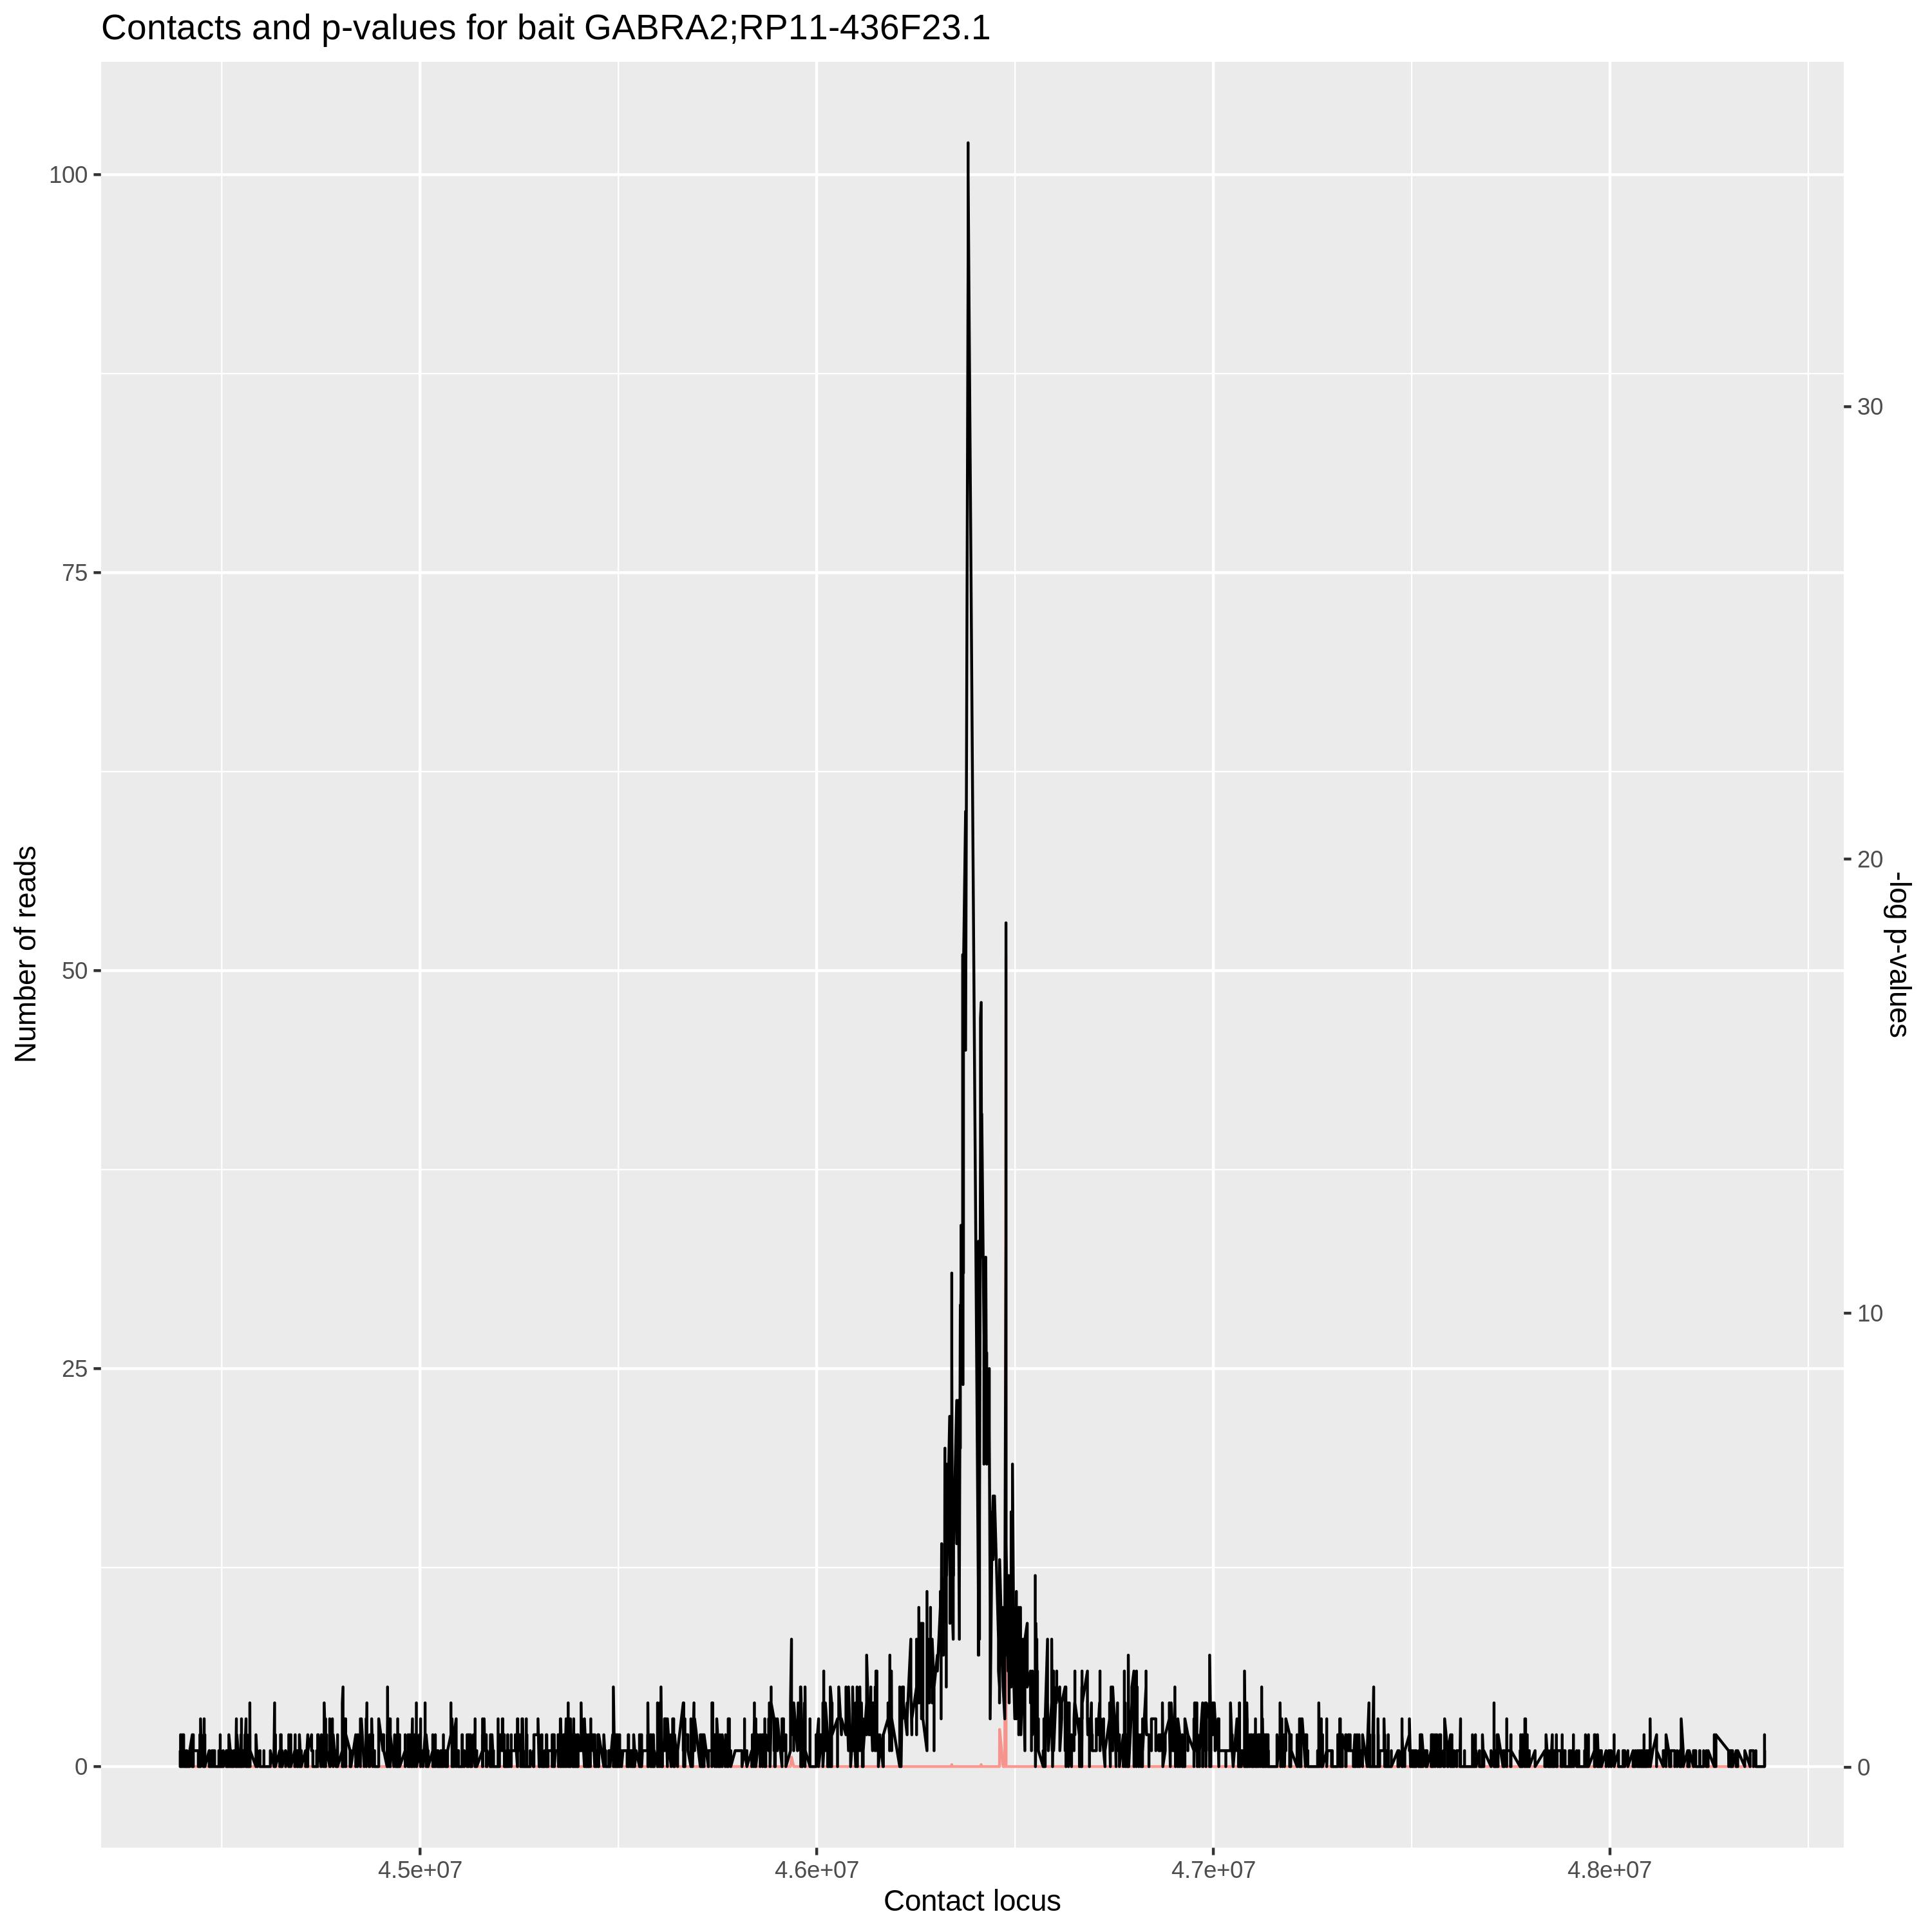 Contacts and p-values for bait GABRA2;RP11-436F23.1
100
75
50
25
0
Number of reads
30
20
10
0
-log p-values
4.5e+07
4.6e+07
4.7e+07
4.8e+07
Contact locus